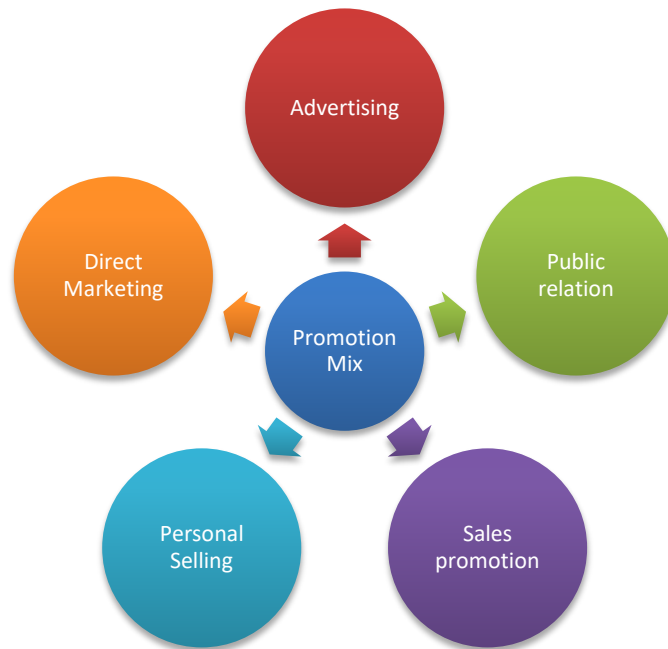 Advertising
Public
relation
Sales
promotion
Personal
Selling
Direct
Marketing
Promotion
Mix